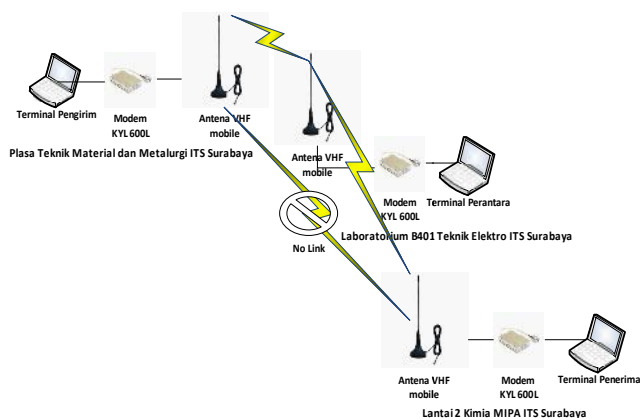 Terminal Pengirim
Modem
KYL 600L
Antena VHF
mobile
Plasa Teknik Material dan Metalurgi ITS Surabaya
Antena VHF
mobile
Modem
KYL 600L
Terminal Perantara
Laboratorium B401 Teknik Elektro ITS Surabaya
No Link
Antena VHF
mobile
Modem
KYL 600L
Terminal Penerima
Lantai 2 Kimia MIPA ITS Surabaya